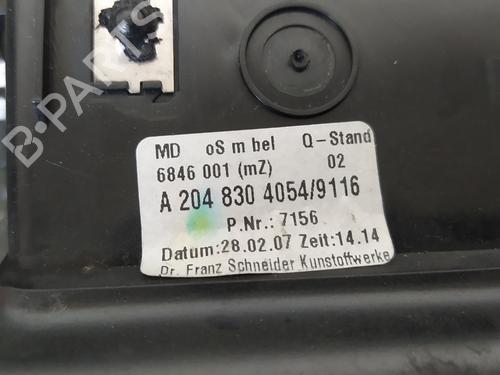 B-PARTS
MD oS m bel Q-Stand
6846 001 (mZ) 02
A 204 830 4054/9116
P.Nr.: 7156
Datum:28.02.07 Zeit:14.14
Dr. Franz Schneider Kunstoffwerke